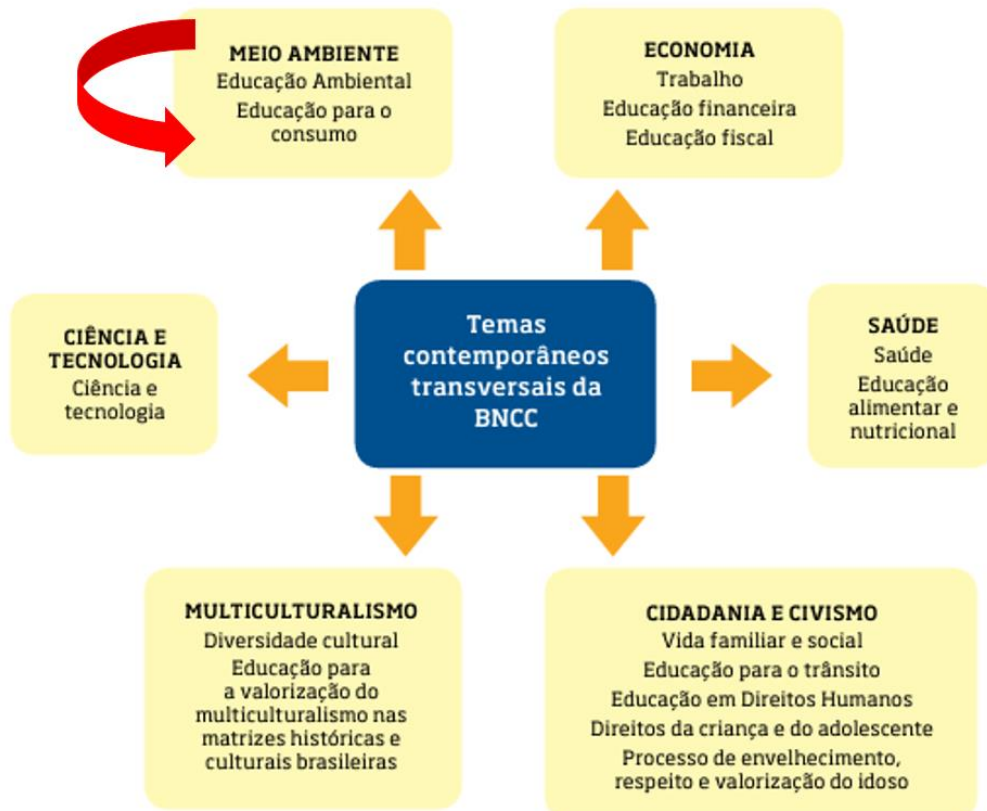 MEIO AMBIENTE
Educação Ambiental
Educação para o
consumo
ECONOMIA
Trabalho
Educação financeira
Educação fiscal
CIÊNCIA E
TECNOLOGIA
Ciência e
tecnologia
Temas
contemporâneos
transversais da
BNCC
SAÚDE
Saúde
Educação
alimentar e
nutricional
MULTICULTURALISMO
Diversidade cultural
Educação para
a valorização do
multiculturalismo nas
matrizes históricas e
culturais brasileiras
CIDADANIA E CIVISMO
Vida familiar e social
Educação para o trânsito
Educação em Direitos Humanos
Direitos da criança e do adolescente
Processo de envelhecimento,
respeito e valorização do idoso